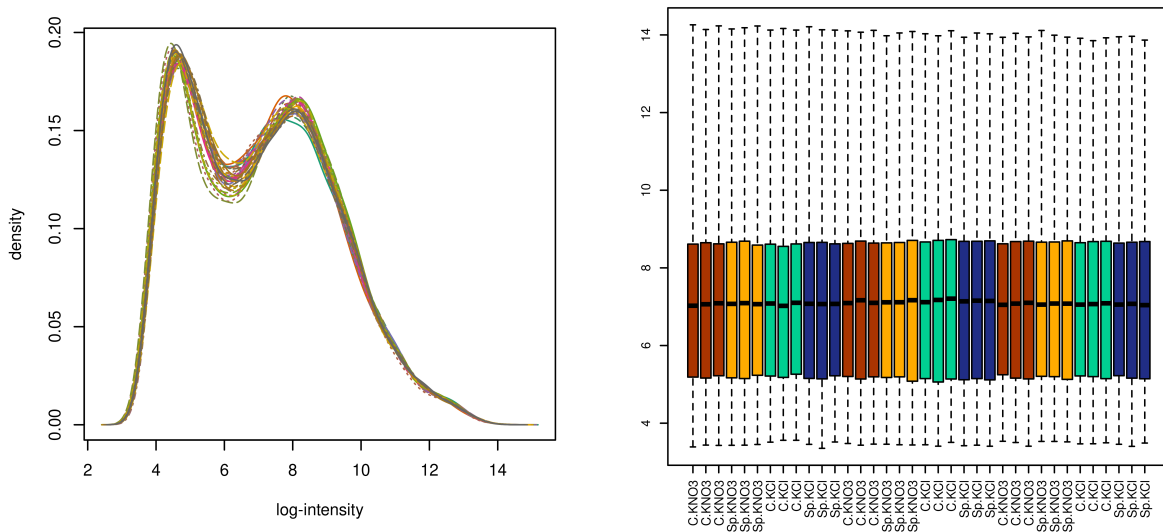 0.20
0.15
0.10
0.05
0.00
density
2 4 6 8 10 12 14
log-intensity
14
12
10
8
6
4
C.KNO3
C.KNO3
C.KNO3
Sp.KNO3
Sp.KNO3
Sp.KNO3
C.KCl
C.KCl
C.KCl
Sp.KCl
Sp.KCl
Sp.KCl
C.KNO3
C.KNO3
C.KNO3
Sp.KNO3
Sp.KNO3
Sp.KNO3
C.KCl
C.KCl
C.KCl
Sp.KCl
Sp.KCl
Sp.KCl
C.KNO3
C.KNO3
C.KNO3
Sp.KNO3
Sp.KNO3
Sp.KNO3
C.KCl
C.KCl
C.KCl
Sp.KCl
Sp.KCl
Sp.KCl